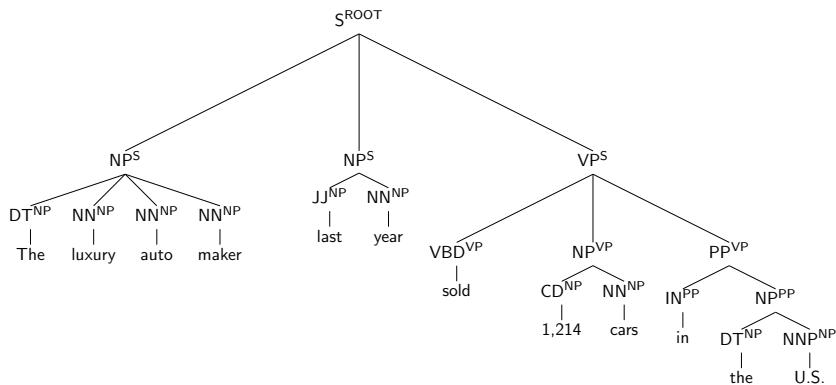 S^ROOT
NP^S NP^S VP^S
DT^NP NN^NP NN^NP NN^NP JJ^NP NN^NP
The luxury auto maker last year
VBD^VP NP^VP PP^VP
sold
CD^NP NN^NP IN^PP NP^PP
1,214 cars in
DT^NP NNP^NP
the U.S.